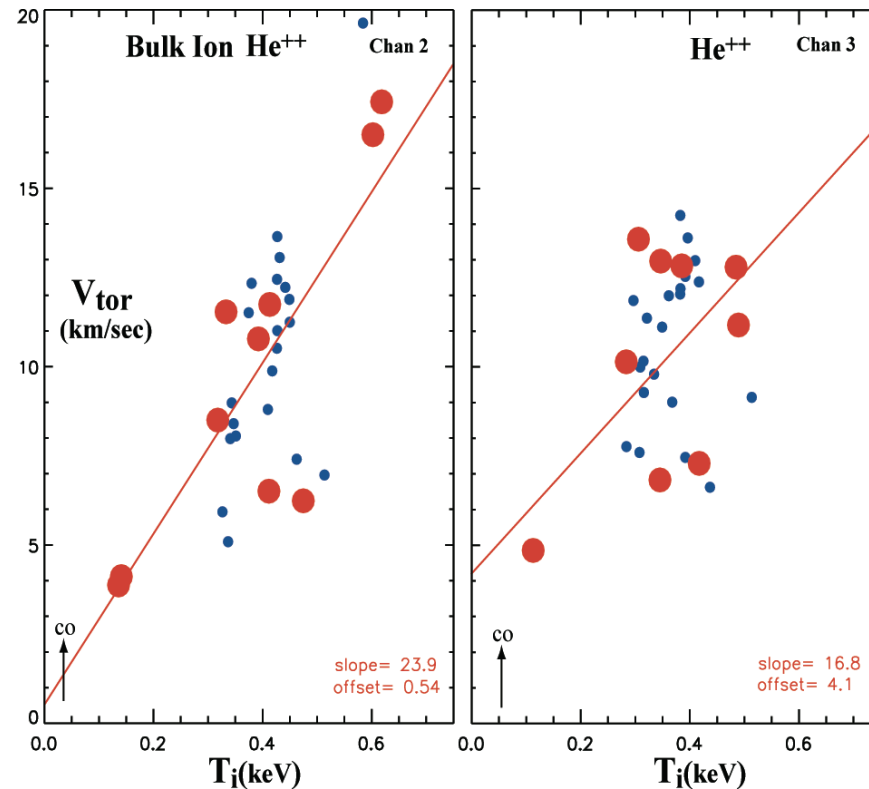 Bulk Ion He++ Chan 2
20
15
10
5
0
V tor
(km/sec)
co
slope= 23.9
offset= 0.54
0.0 0.2 0.4 0.6
Ti(keV)
He++ Chan 3
co
slope= 16.8
offset= 4.1
0.0 0.2 0.4 0.6
Ti(keV)